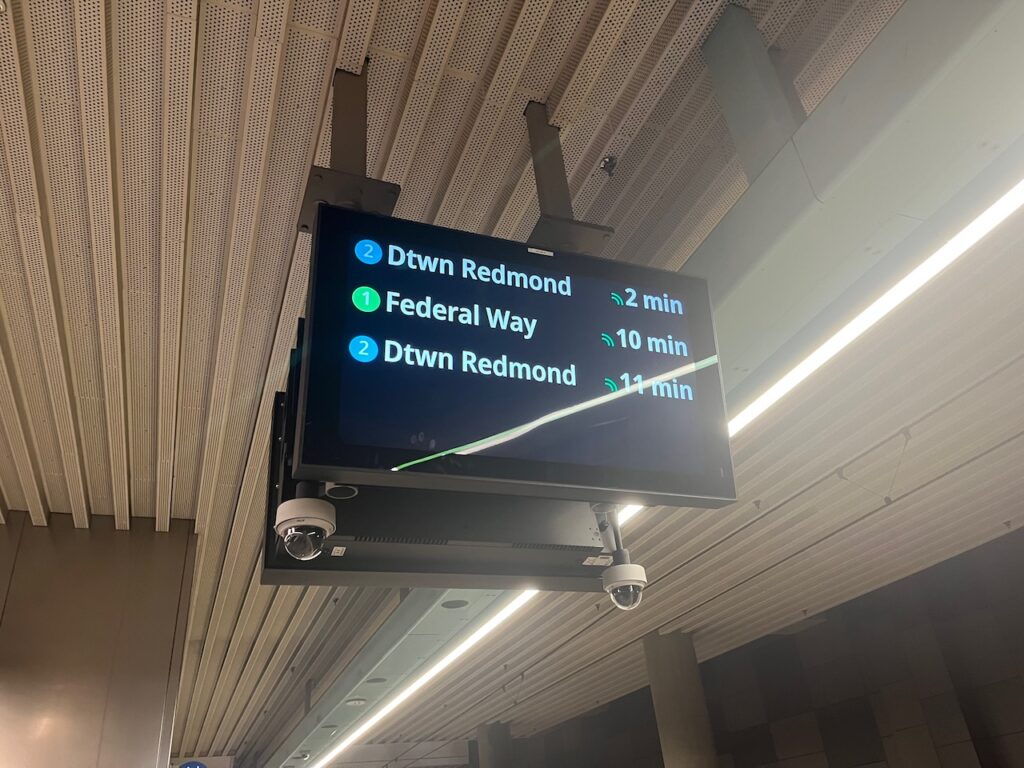 2 Dtwn Redmond 2 min
1 Federal Way 10 min
2 Dtwn Redmond 11 min